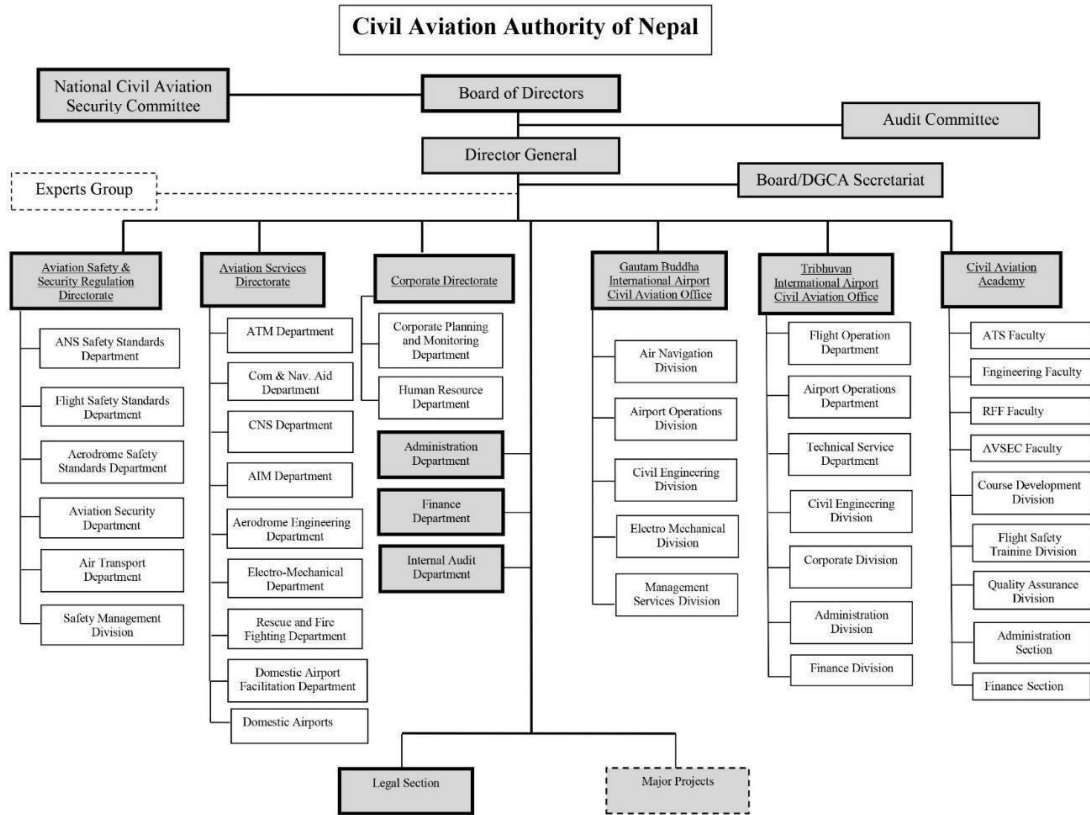 Civil Aviation Authority of Nepal
National Civil Aviation
Security Committee
Board of Directors
Audit Committee
Director General
Experts Group
Board/DGCA Secretariat
Aviation Safety &
Security Regulation
Directorate
ANS Safety Standards
Department
Flight Safety Standards
Department
Aerodrome Safety
Standards Department
Aviation Security
Department
Air Transport
Department
Safety Management
Division
Aviation Services
Directorate
ATM Department
Com & Nav. Aid
Department
CNS Department
AIM Department
Aerodrome Engineering
Department
Electro-Mechanical
Department
Rescue and Fire
Fighting Department
Domestic Airport
Facilitation Department
Domestic Airports
Corporate Directorate
Corporate Planning
and Monitoring
Department
Human Resource
Department
Administration
Department
Finance
Department
Internal Audit
Department
Gautam Buddha
International Airport
Civil Aviation Office
Air Navigation
Division
Airport Operations
Division
Civil Engineering
Division
Electro Mechanical
Division
Management
Services Division
Tribhuvan
International Airport
Civil Aviation Office
Flight Operation
Department
Airport Operations
Department
Technical Service
Department
Civil Engineering
Division
Corporate Division
Administration
Division
Finance Division
Civil Aviation
Academy
ATS Faculty
Engineering Faculty
RFF Faculty
AVSEC Faculty
Course Development
Division
Flight Safety
Training Division
Quality Assurance
Division
Administration
Section
Finance Section
Legal Section
Major Projects